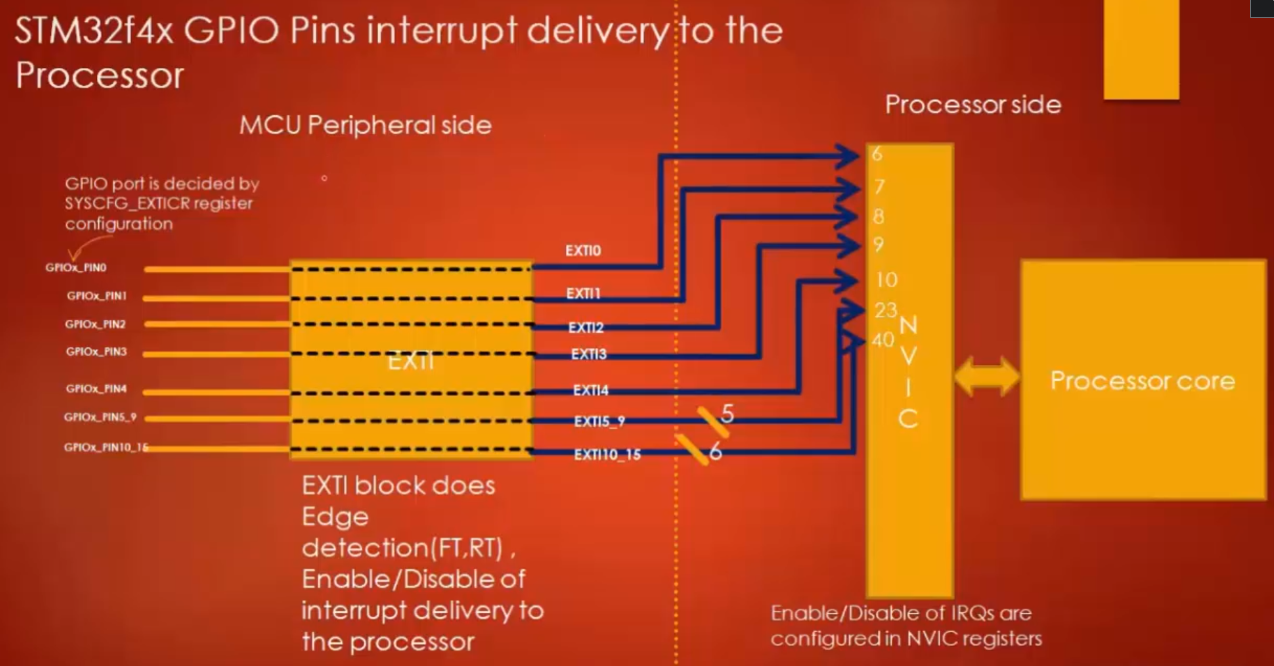 STM32f4x GPIO Pins interrupt delivery to the
Processor
MCU Peripheral side
Processor side
GPIO port is decided by
SYSCFG_EXTICR register
configuration
GPIOx_PIN0
GPIOx_PIN1
GPIOx_PIN2
GPIOx_PIN3
GPIOx_PIN4
GPIOx_PIN5_9
GPIOx_PIN10_15
EXTI
EXTI0
EXTI1
EXTI2
EXTI3
EXTI4
EXTI5_9
EXTI10_15
5
6
6
7
8
9
10
23
40
N
V
I
C
Processor core
EXTI block does
Edge
detection(FT,RT) ,
Enable/Disable of
interrupt delivery to
the processor
Enable/Disable of IRQs are
configured in NVIC registers